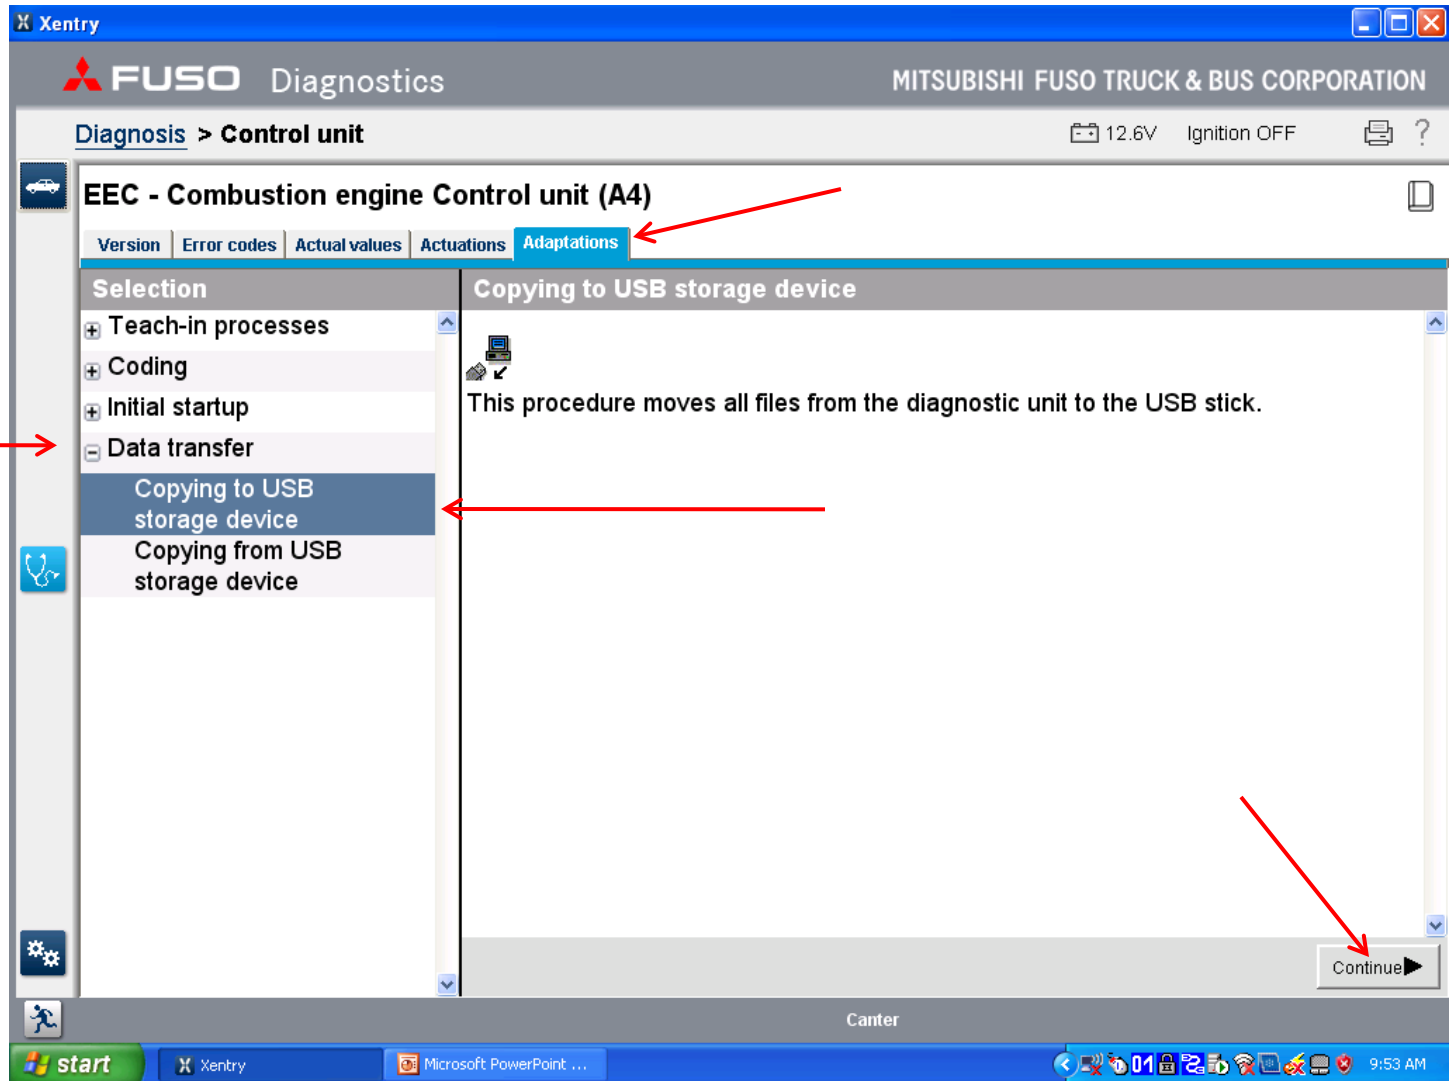 Xentry
FUSO Diagnostics
MITSUBISHI FUSO TRUCK & BUS CORPORATION
Diagnosis > Control unit
12.6V Ignition OFF ?
EEC - Combustion engine Control unit (A4)
Version Error codes Actual values Actuations Adaptations
Selection
Teach-in processes
Coding
Initial startup
Data transfer
Copying to USB
storage device
Copying from USB
storage device
Copying to USB storage device
This procedure moves all files from the diagnostic unit to the USB stick.
Continue
Canter
start Xentry Microsoft PowerPoint ... 01 9:53 AM